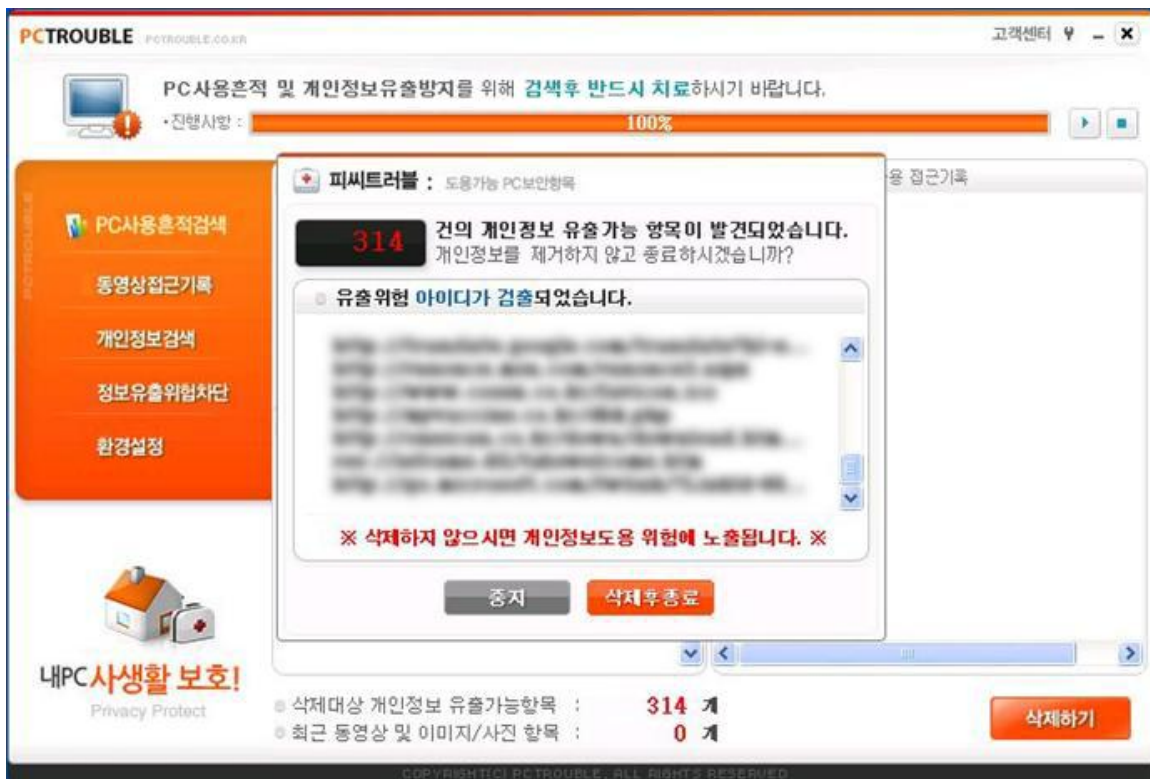 PCTROUBLE PCTROUBLE.CO.KR
고객센터
PC사용흔적 및 개인정보유출방지를 위해 검색후 반드시 치료하시기 바랍니다.
·진행사항 : 100%
PCTROUBLE
PC사용흔적검색
동영상접근기록
개인정보검색
정보유출위험차단
환경설정
용 접근기록
피씨트러블 : 도용가능 PC보안항목
314 건의 개인정보 유출가능 항목이 발견되었습니다.
개인정보를 제거하지 않고 종료하시겠습니까?
유출위험 아이디가 검출되었습니다.
※ 삭제하지 않으시면 개인정보도용 위험에 노출됩니다. ※
중지
삭제후종료
내PC사생활 보호!
Privacy Protect
삭제대상 개인정보 유출가능항목 : 314 개
최근 동영상 및 이미지/사진 항목 : 0 개
삭제하기
COPYRIGHT(C) PCTROUBLE. ALL RIGHTS RESERVED